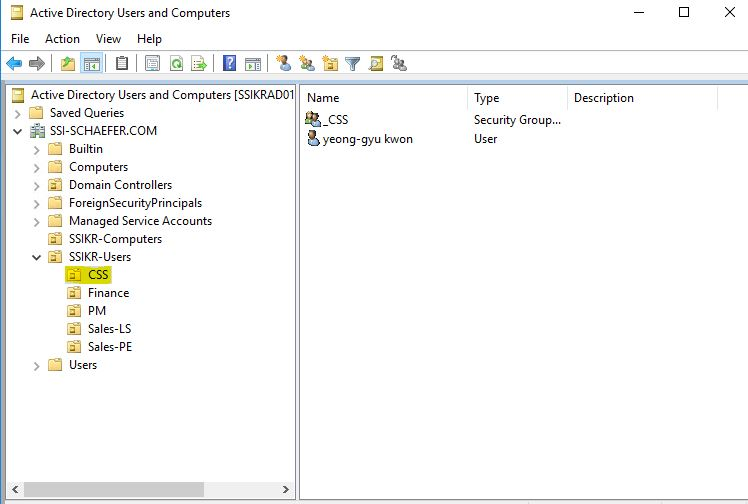 Active Directory Users and Computers
File Action View Help
Active Directory Users and Computers [SSIKRAD01
Saved Queries
SSI-SCHAEFER.COM
Builtin
Computers
Domain Controllers
ForeignSecurityPrincipals
Managed Service Accounts
SSIKR-Computers
SSIKR-Users
CSS
Finance
PM
Sales-LS
Sales-PE
Users
Name Type Description
_CSS Security Group...
yeong-gyu kwon User